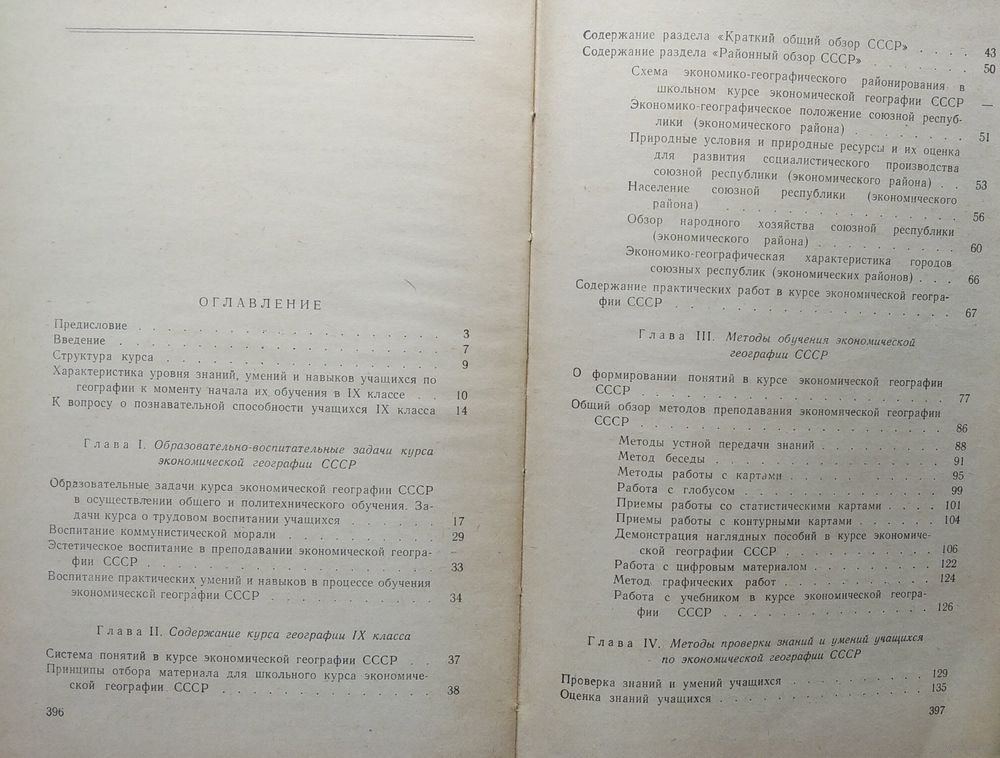 ОГЛАВЛЕНИЕ
Предисловие . . . . . . . . . . . . . . . . 3
Введение . . . . . . . . . . . . . . . . 7
Структура курса . . . . . . . . . . . . . . . 9
Характеристика уровня знаний, умений и навыков учащихся по
географии к моменту начала их обучения в IX классе . . 10
К вопросу о познавательной способности учащихся IX класса 14
Глава I. Образовательно-воспитательные задачи курса
экономической географии СССР
Образовательные задачи курса экономической географии СССР
в осуществлении общего и политехнического обучения. За-
дачи курса о трудовом воспитании учащихся . . . . . . 17
Воспитание коммунистической морали . . . . . . . . . 29
Эстетическое воспитание в преподавании экономической геогра-
фии СССР . . . . . . . . . . . . . . . . 33
Воспитание практических умений и навыков в процессе обучения
экономической географии СССР . . . . . . . . . . 34
Глава II. Содержание курса географии IX класса
Система понятий в курсе экономической географии СССР . . 37
Принципы отбора материала для школьного курса экономиче-
ской географии СССР . . . . . . . . . . . . 38
396
Содержание раздела «Краткий общий обзор СССР» . . . . 43
Содержание раздела «Районный обзор СССР» . . . . . . 50
Схема экономико-географического районирования в
школьном курсе экономической географии СССР —
Экономико-географическое положение союзной респуб-
лики (экономического района) . . . . . . . . 51
Природные условия и природные ресурсы и их оценка
для развития социалистического производства
союзной республики (экономического района) . . 53
Население союзной республики (экономического
района) . . . . . . . . . . . . . . 56
Обзор народного хозяйства союзной республики
(экономического района) . . . . . . . . . 60
Экономико-географическая характеристика городов
союзных республик (экономических районов) . . . 66
Содержание практических работ в курсе экономической геогра-
фии СССР . . . . . . . . . . . . . . . . 67
Глава III. Методы обучения экономической
географии СССР
О формировании понятий в курсе экономической географии
СССР . . . . . . . . . . . . . . . . . 77
Общий обзор методов преподавания экономической географии
СССР . . . . . . . . . . . . . . . . . 86
Методы устной передачи знаний . . . . . . . . 88
Метод беседы . . . . . . . . . . . . . 91
Методы работы с картами . . . . . . . . . . 95
Работа с глобусом . . . . . . . . . . . . 99
Приемы работы со статистическими картами . . . . 101
Приемы работы с контурными картами . . . . . . 104
Демонстрация наглядных пособий в курсе экономиче-
ской географии СССР . . . . . . . . . . 106
Работа с цифровым материалом . . . . . . . . 122
Метод графических работ . . . . . . . . . . 124
Работа с учебником в курсе экономической геогра-
фии СССР . . . . . . . . . . . . . 126
Глава IV. Методы проверки знаний и умений учащихся
по экономической географии СССР
Проверка знаний и умений учащихся . . . . . . . . . 129
Оценка знаний учащихся . . . . . . . . . . . . 135
397